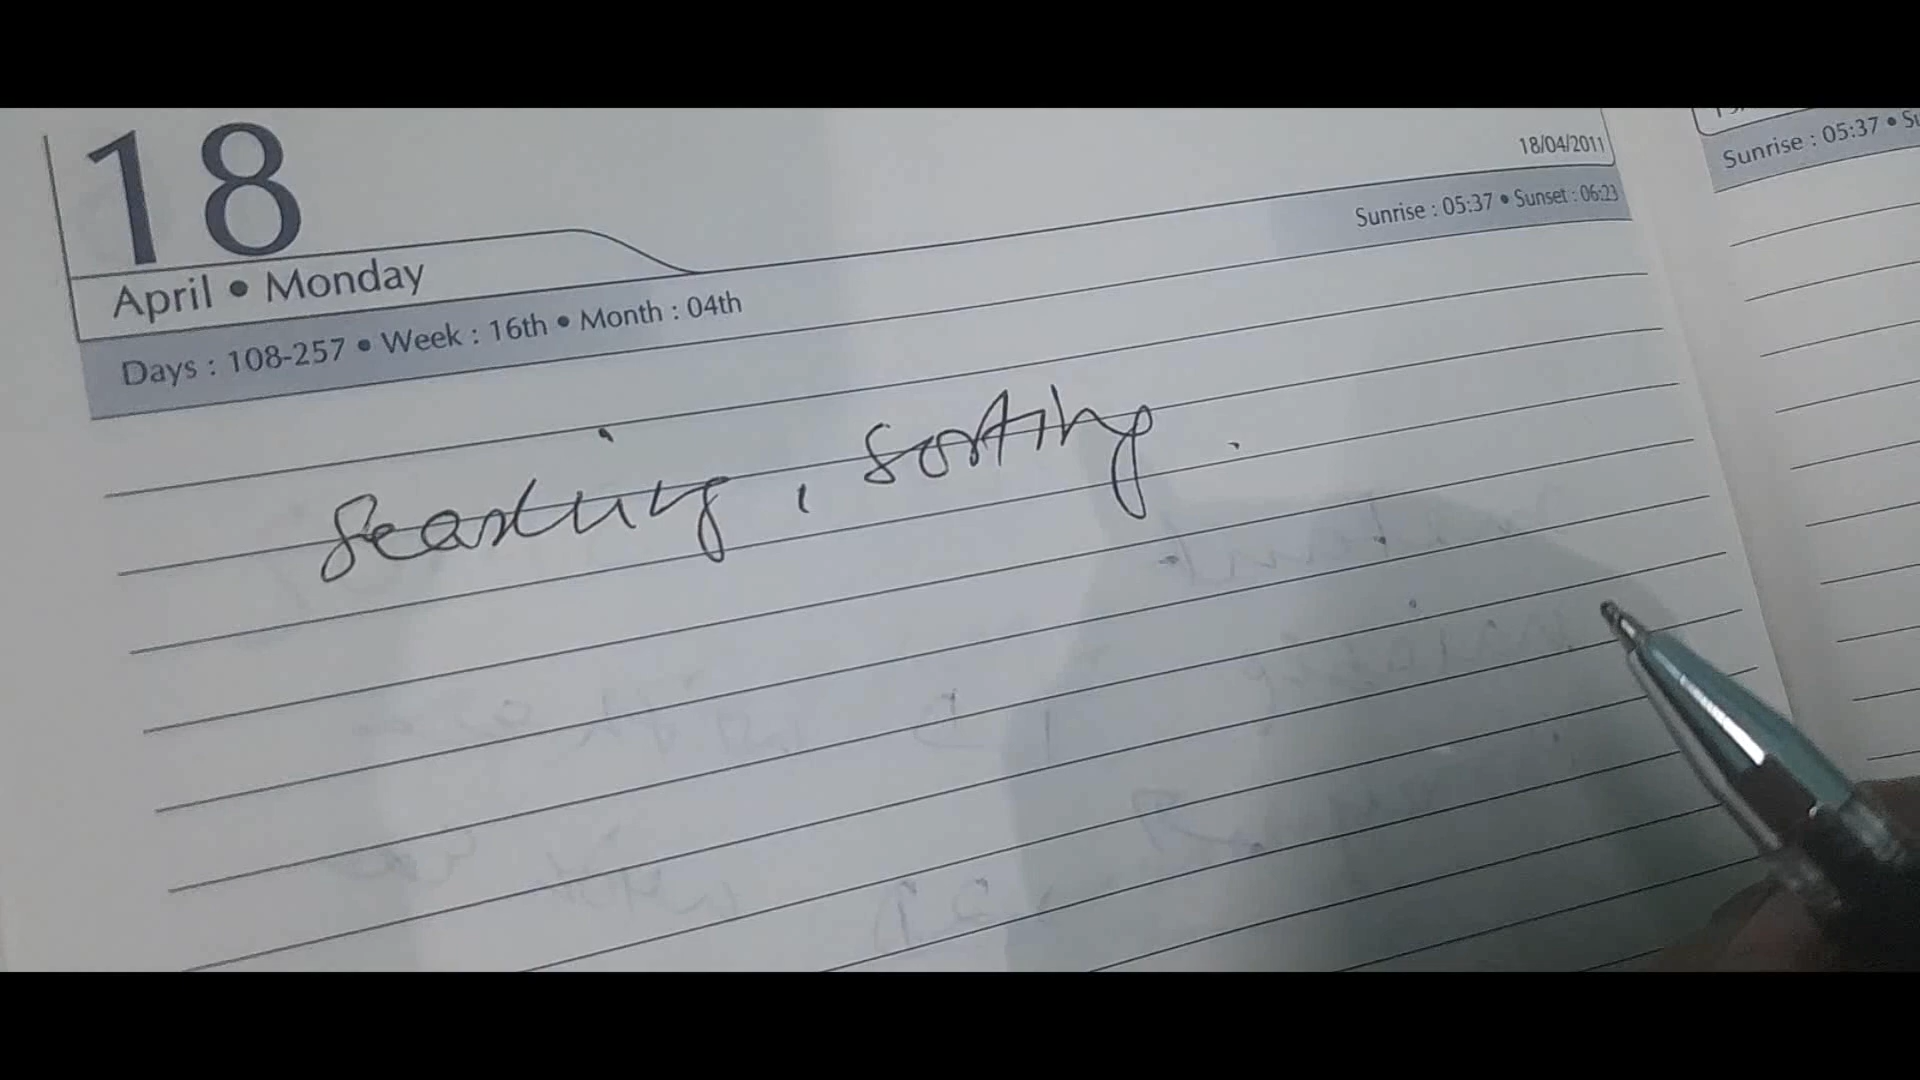 18
18/04/2011
April • Monday
Sunrise : 05:37 • Sunset : 06:23
Days : 108-257 • Week : 16th • Month : 04th
Searching, Sorting.
Sunrise : 05:37 • Su